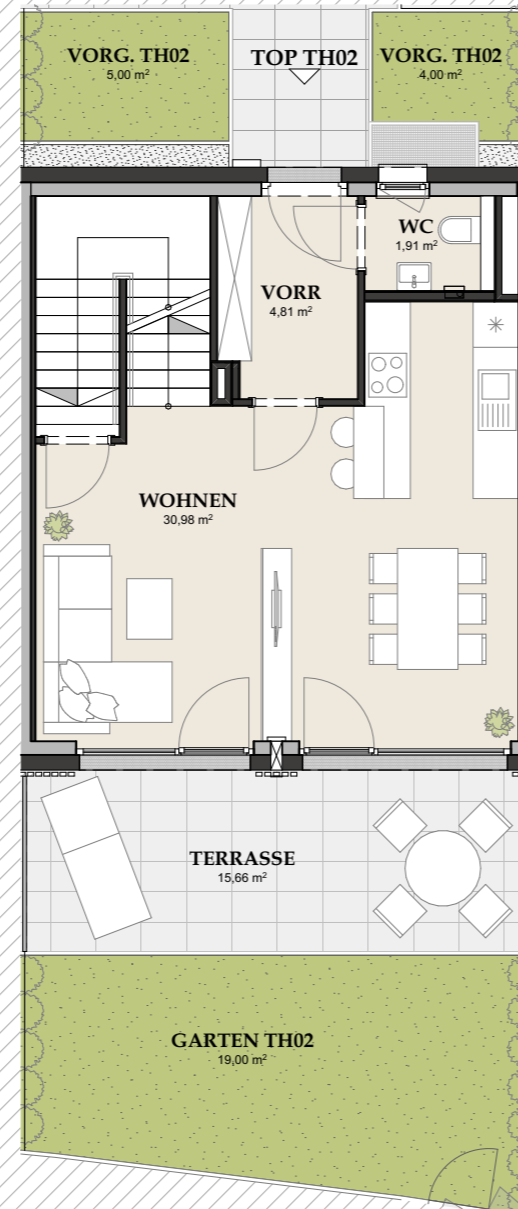 VORG. TH02
5,00 m²
TOP TH02
VORG. TH02
4,00 m²
WC
1,91 m²
VORR
4,81 m²
WOHNEN
30,98 m²
TERRASSE
15,66 m²
GARTEN TH02
19,00 m²